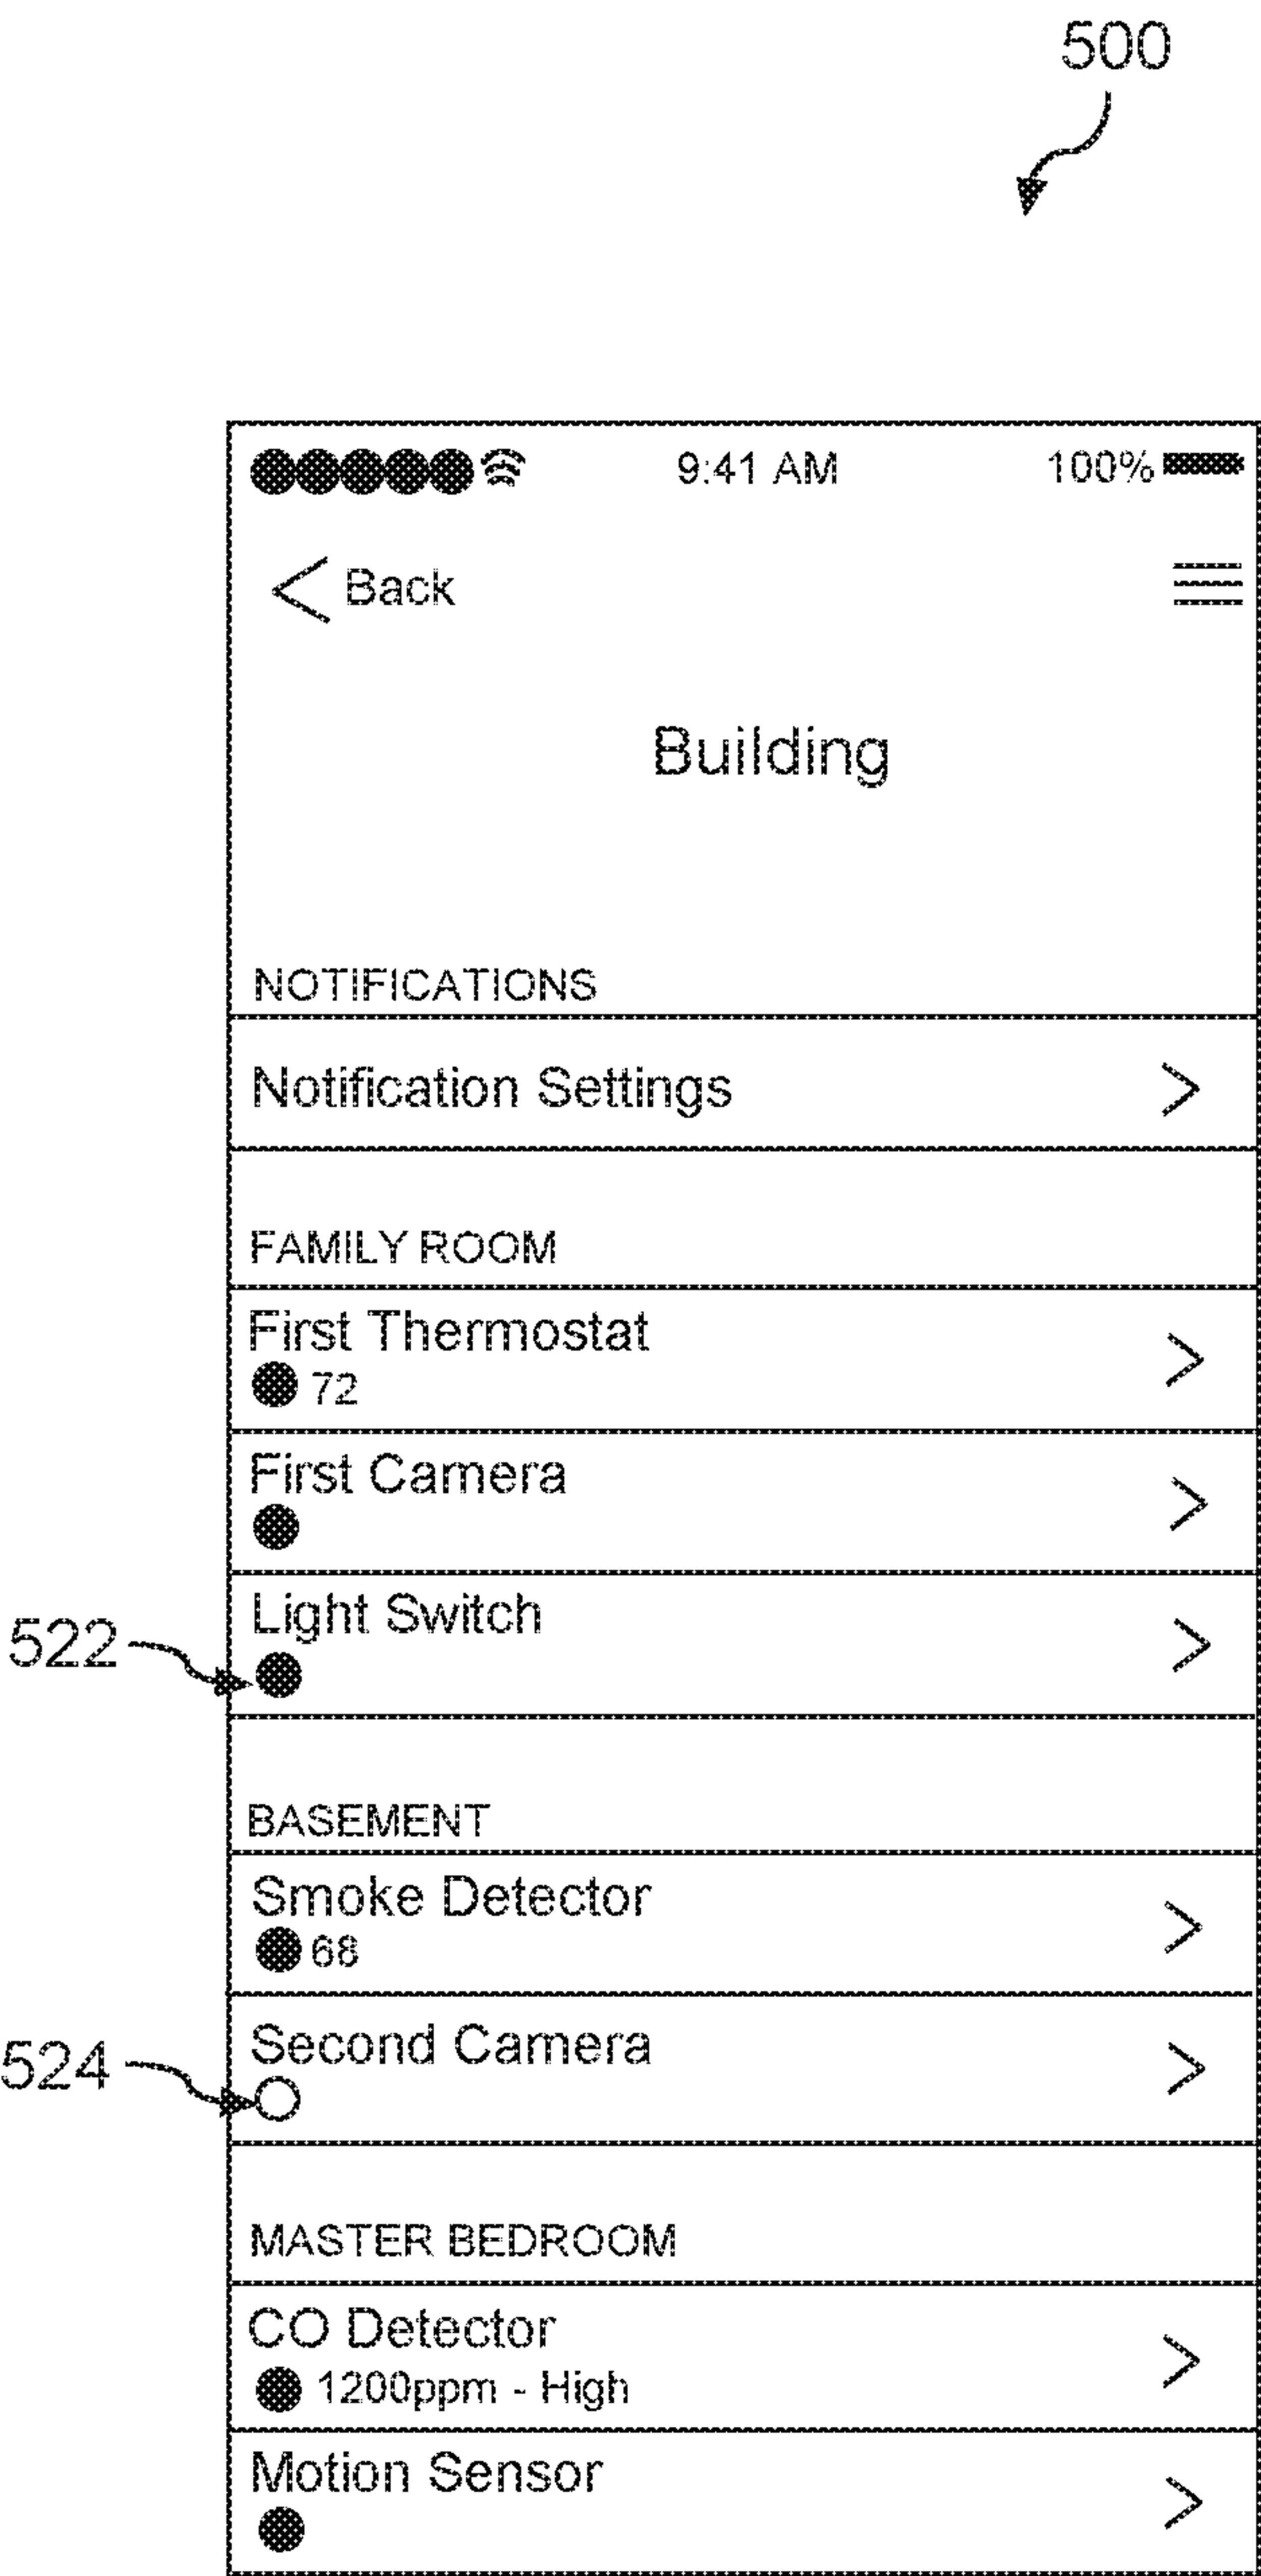 500
9:41 AM 100%
Back
Building
NOTIFICATIONS
Notification Settings
FAMILY ROOM
First Thermostat
72
First Camera
Light Switch
522
BASEMENT
Smoke Detector
68
Second Camera
524
MASTER BEDROOM
CO Detector
1200ppm - High
Motion Sensor